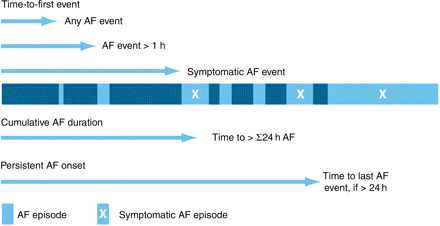 Time-to-first event
Any AF event
AF event > 1 h
Symptomatic AF event
X X X
Cumulative AF duration
Time to > Σ24 h AF
Persistent AF onset
Time to last AF
event, if > 24 h
AF episode
X Symptomatic AF episode